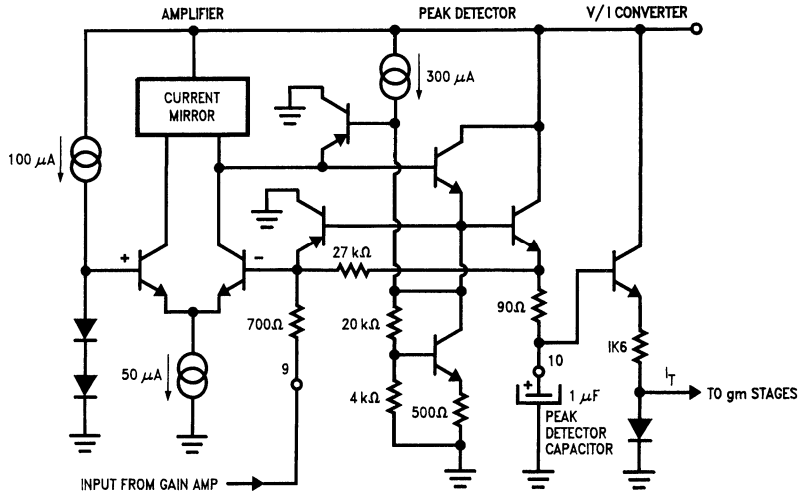 AMPLIFIER
PEAK DETECTOR
V/I CONVERTER
CURRENT
MIRROR
300 μA
100 μA
+
−
27 kΩ
700Ω
90Ω
20 kΩ
1K6
9
50 μA
10
I_T
TO gm STAGES
4 kΩ
500Ω
+
1 μF
PEAK
DETECTOR
CAPACITOR
INPUT FROM GAIN AMP